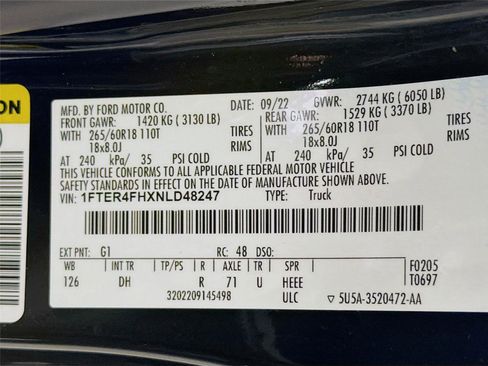 ON
MFG. BY FORD MOTOR CO.
DATE: 09/22 GVWR: 2744 KG ( 6050 LB)
FRONT GAWR: 1420 KG ( 3130 LB) REAR GAWR: 1529 KG ( 3370 LB)
WITH 265/60R18 110T TIRES WITH 265/60R18 110T TIRES
18x8.0J RIMS 18x8.0J RIMS
AT 240 kPa/ 35 PSI COLD AT 240 kPa/ 35 PSI COLD
THIS VEHICLE CONFORMS TO ALL APPLICABLE FEDERAL MOTOR VEHICLE
SAFETY STANDARDS IN EFFECT ON THE DATE OF MANUFACTURE SHOWN ABOVE.
VIN: 1FTER4FHXNLD48247 TYPE: Truck
EXT PNT: G1 RC: 48 DSO:
WB INT TR TP/PS R AXLE TR SPR F0205
126 DH R 71 U HEEE T0697
3202209145498 ULC ▽ 5U5A-3520472-AA